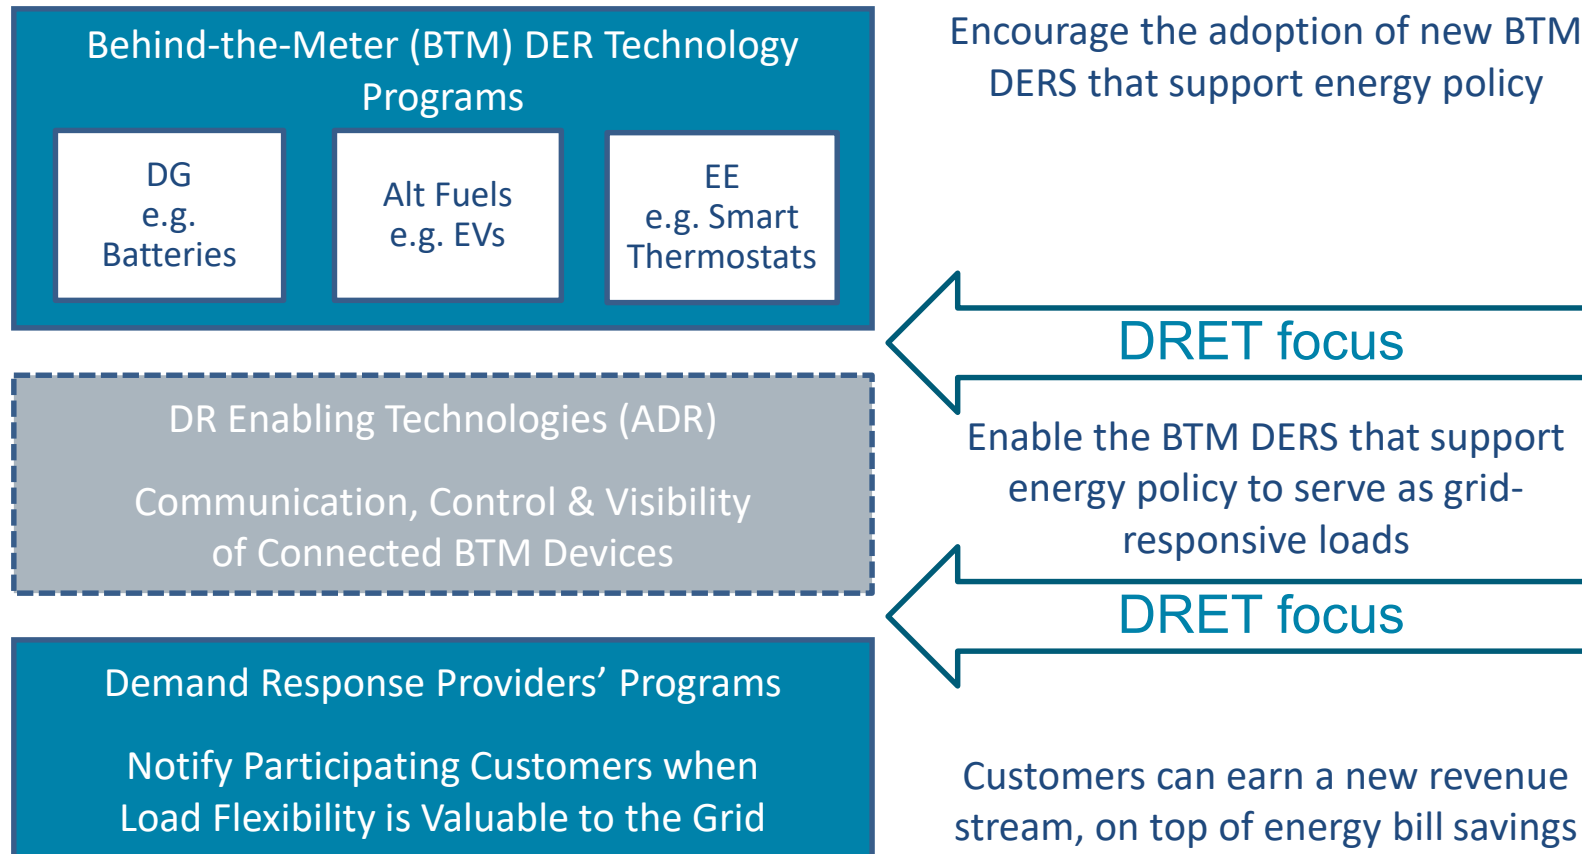 Behind-the-Meter (BTM) DER Technology
Programs
DG
e.g.
Batteries
Alt Fuels
e.g. EVs
EE
e.g. Smart
Thermostats
Encourage the adoption of new BTM
DERS that support energy policy
DRET focus
DR Enabling Technologies (ADR)
Communication, Control & Visibility
of Connected BTM Devices
Enable the BTM DERS that support
energy policy to serve as grid-
responsive loads
DRET focus
Demand Response Providers’ Programs
Notify Participating Customers when
Load Flexibility is Valuable to the Grid
Customers can earn a new revenue
stream, on top of energy bill savings